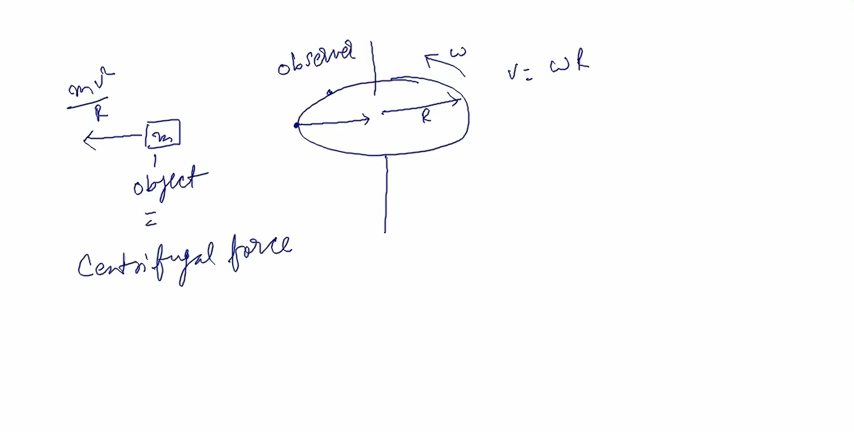 observer
ω
v = ωR
mv²
R
m
R
object
=
Centrifugal force